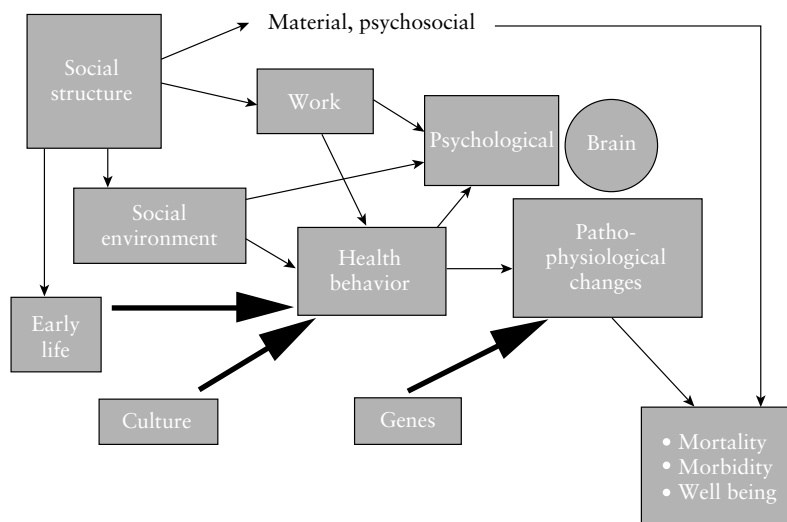 Material, psychosocial
Social
structure
Work
Psychological
Brain
Social
environment
Health
behavior
Patho-
physiological
changes
Early
life
Culture
Genes
• Mortality
• Morbidity
• Well being